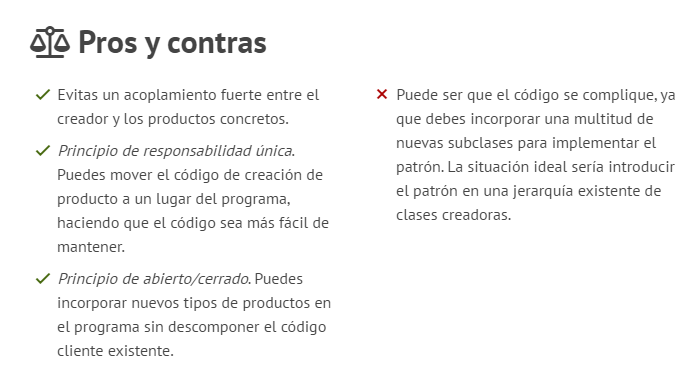 Pros y contras
Evitas un acoplamiento fuerte entre el
creador y los productos concretos.
Principio de responsabilidad única.
Puedes mover el código de creación de
producto a un lugar del programa,
haciendo que el código sea más fácil de
mantener.
Principio de abierto/cerrado. Puedes
incorporar nuevos tipos de productos en
el programa sin descomponer el código
cliente existente.
Puede ser que el código se complique, ya
que debes incorporar una multitud de
nuevas subclases para implementar el
patrón. La situación ideal sería introducir
el patrón en una jerarquía existente de
clases creadoras.